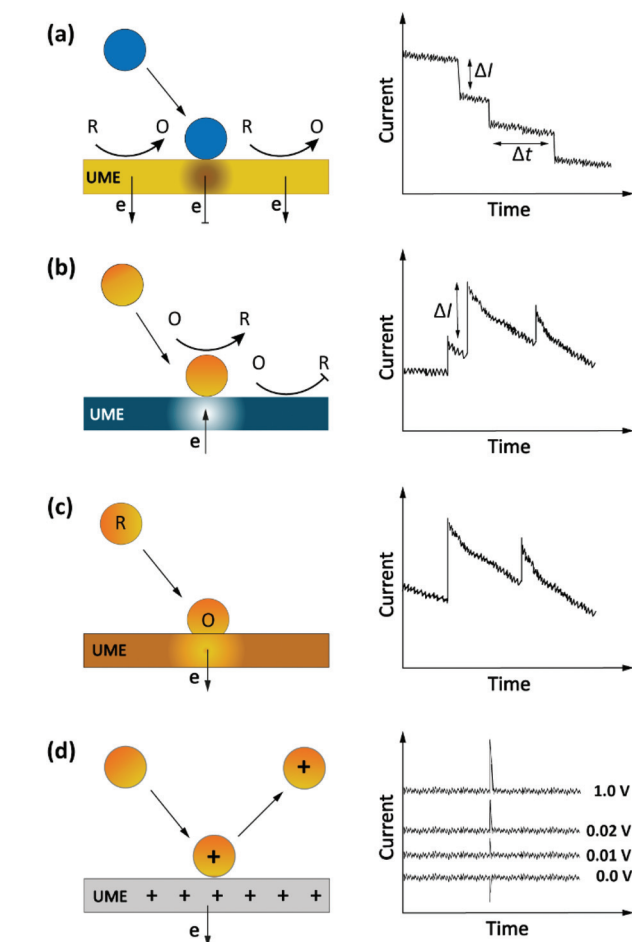 (a)
R O R O
UME
e e e
Current
ΔI
Δt
Time
(b)
O R
O R
UME
e
Current
ΔI
Time
(c)
R
O
UME
e
Current
Time
(d)
+
+
UME + + + + + +
e
Current
1.0 V
0.02 V
0.01 V
0.0 V
Time